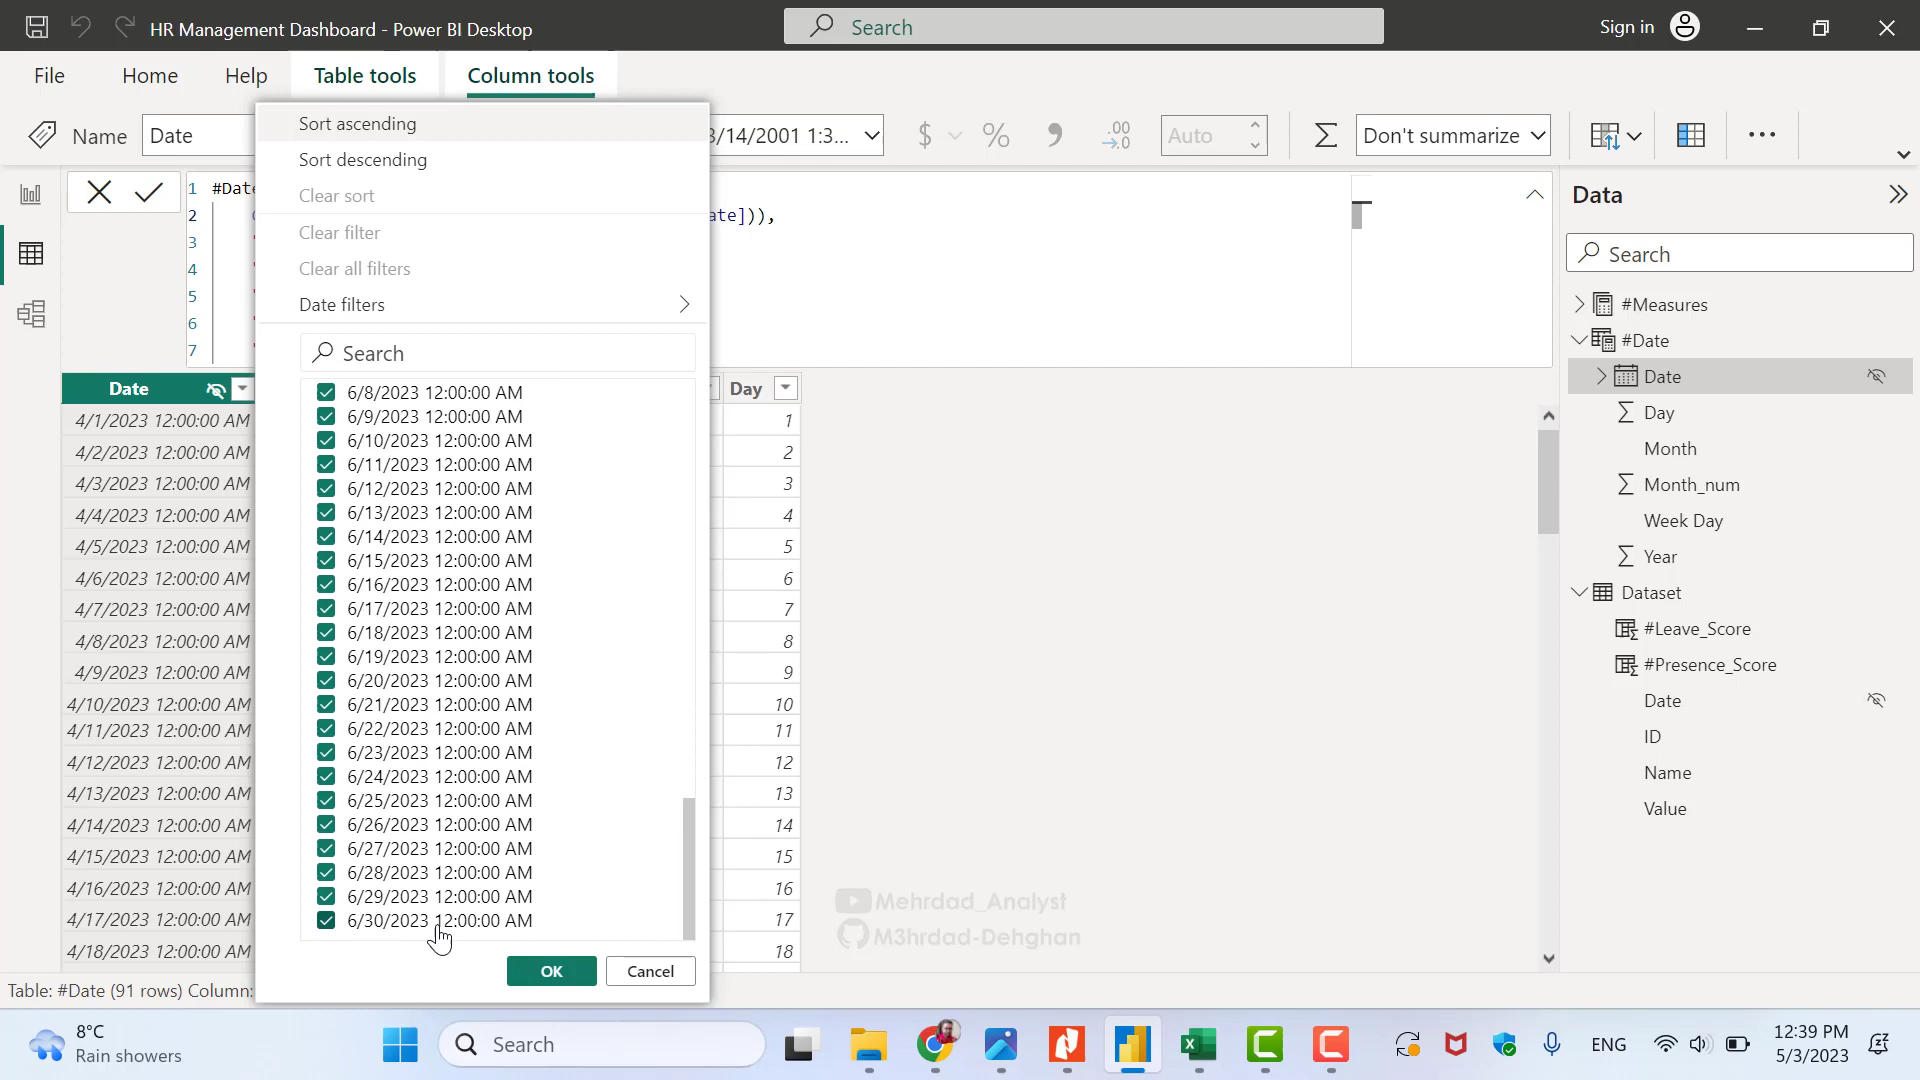 HR Management Dashboard - Power BI Desktop
Search
Sign in
File
Home
Help
Table tools
Column tools
Name
Date
3/14/2001 1:3...
$
%
Auto
Don't summarize
Sort ascending
Sort descending
Clear sort
Clear filter
Clear all filters
Date filters
Search
6/8/2023 12:00:00 AM
6/9/2023 12:00:00 AM
6/10/2023 12:00:00 AM
6/11/2023 12:00:00 AM
6/12/2023 12:00:00 AM
6/13/2023 12:00:00 AM
6/14/2023 12:00:00 AM
6/15/2023 12:00:00 AM
6/16/2023 12:00:00 AM
6/17/2023 12:00:00 AM
6/18/2023 12:00:00 AM
6/19/2023 12:00:00 AM
6/20/2023 12:00:00 AM
6/21/2023 12:00:00 AM
6/22/2023 12:00:00 AM
6/23/2023 12:00:00 AM
6/24/2023 12:00:00 AM
6/25/2023 12:00:00 AM
6/26/2023 12:00:00 AM
6/27/2023 12:00:00 AM
6/28/2023 12:00:00 AM
6/29/2023 12:00:00 AM
6/30/2023 12:00:00 AM
OK
Cancel
1 #Date
2 ate])),
3
4
5
6
7
Date Day
4/1/2023 12:00:00 AM 1
4/2/2023 12:00:00 AM 2
4/3/2023 12:00:00 AM 3
4/4/2023 12:00:00 AM 4
4/5/2023 12:00:00 AM 5
4/6/2023 12:00:00 AM 6
4/7/2023 12:00:00 AM 7
4/8/2023 12:00:00 AM 8
4/9/2023 12:00:00 AM 9
4/10/2023 12:00:00 AM 10
4/11/2023 12:00:00 AM 11
4/12/2023 12:00:00 AM 12
4/13/2023 12:00:00 AM 13
4/14/2023 12:00:00 AM 14
4/15/2023 12:00:00 AM 15
4/16/2023 12:00:00 AM 16
4/17/2023 12:00:00 AM 17
4/18/2023 12:00:00 AM 18
Mehrdad_Analyst
M3hrdad-Dehghan
Table: #Date (91 rows) Column:
Data
Search
#Measures
#Date
Date
Day
Month
Month_num
Week Day
Year
Dataset
#Leave_Score
#Presence_Score
Date
ID
Name
Value
8°C
Rain showers
Search
ENG
12:39 PM
5/3/2023